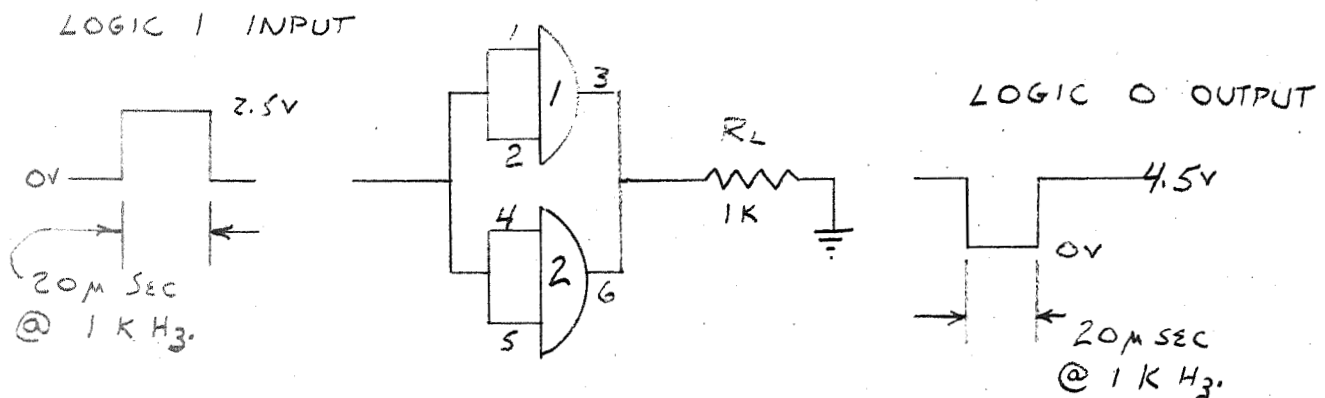 LOGIC 1 INPUT
2.5V
0V
20μ SEC
@ 1 K Hz.
1
2
1
3
4
5
2
6
RL
1K
LOGIC 0 OUTPUT
4.5V
0V
20μ SEC
@ 1 K Hz.